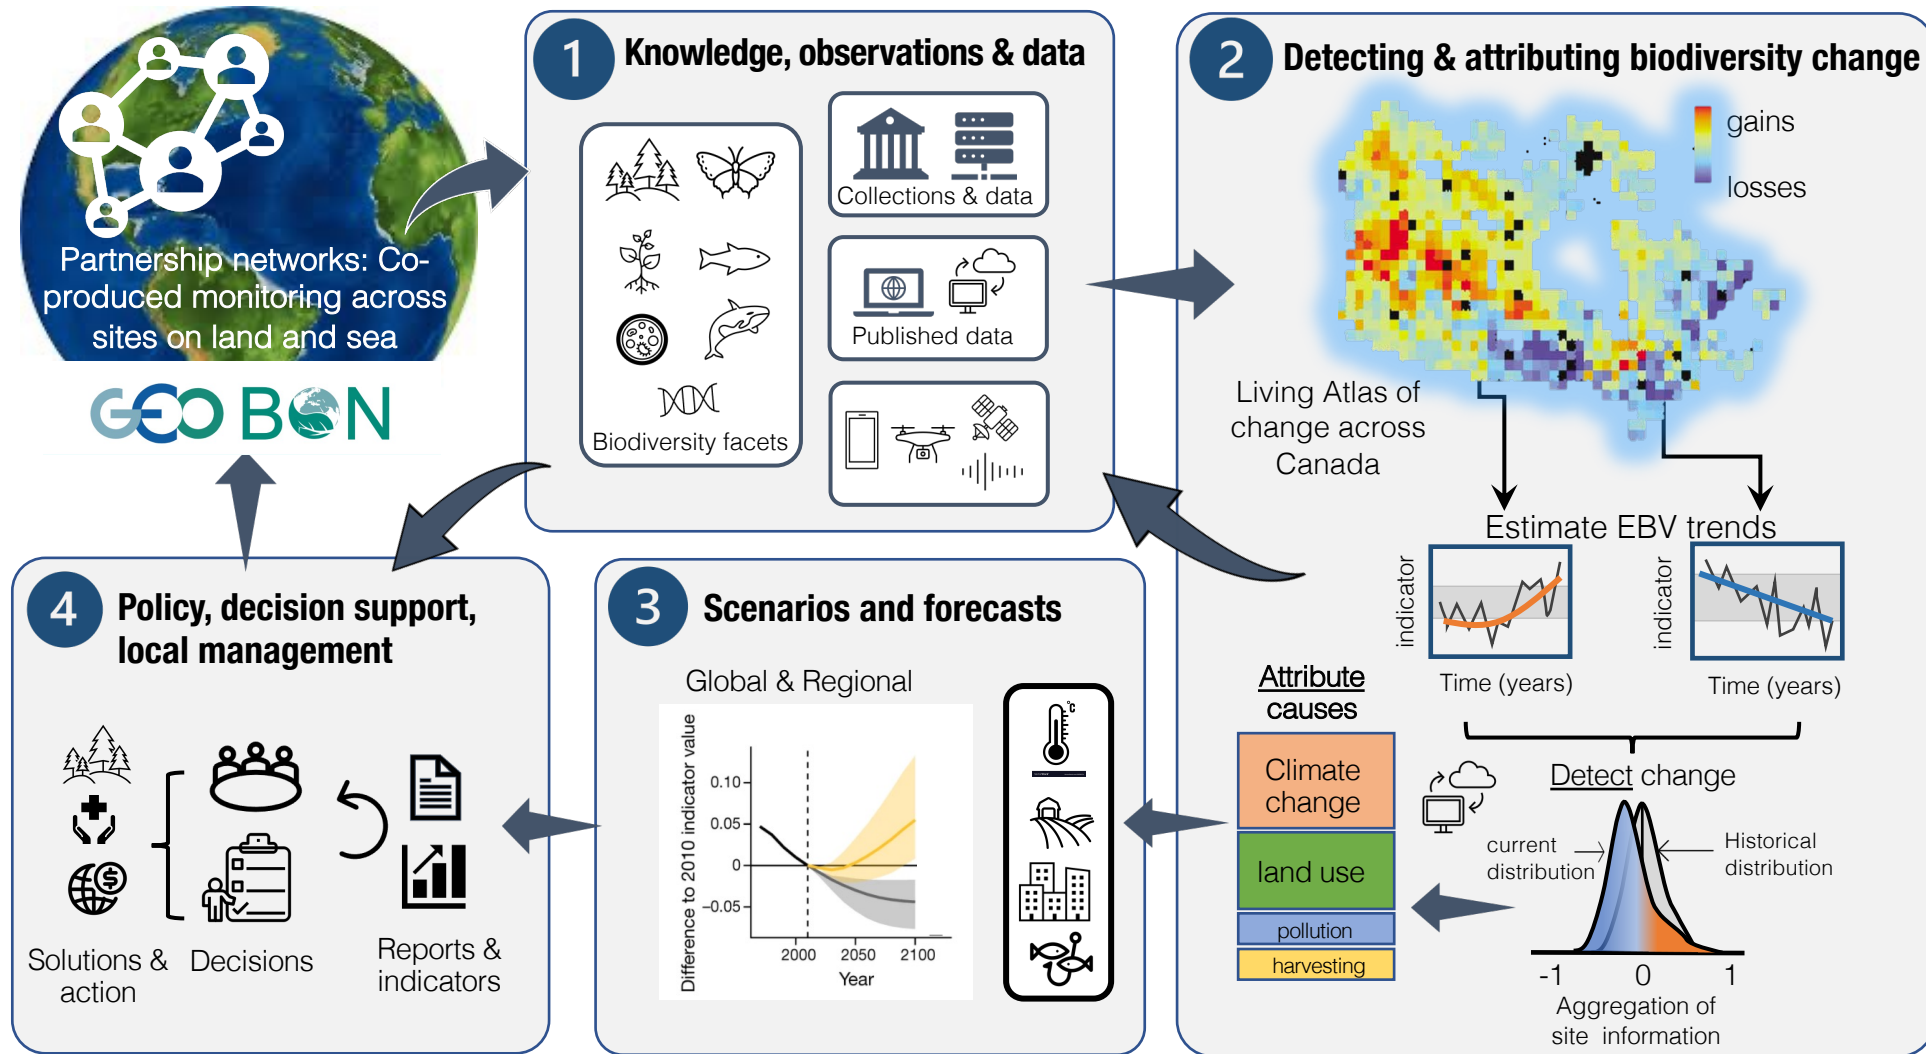 Partnership networks: Co-
produced monitoring across
sites on land and sea
GEO BON
1
Knowledge, observations & data
Biodiversity facets
Collections & data
Published data
2
Detecting & attributing biodiversity change
gains
losses
Living Atlas of
change across
Canada
Estimate EBV trends
indicator
Time (years)
indicator
Time (years)
Attribute
causes
Climate
change
land use
pollution
harvesting
Detect change
current
distribution
Historical
distribution
-1 0 1
Aggregation of
site information
3
Scenarios and forecasts
Global & Regional
Difference to 2010 indicator value
0.10
0.05
0
−0.05
2000 2050 2100
Year
°C
4
Policy, decision support,
local management
$
Solutions &
action
Decisions
Reports &
indicators